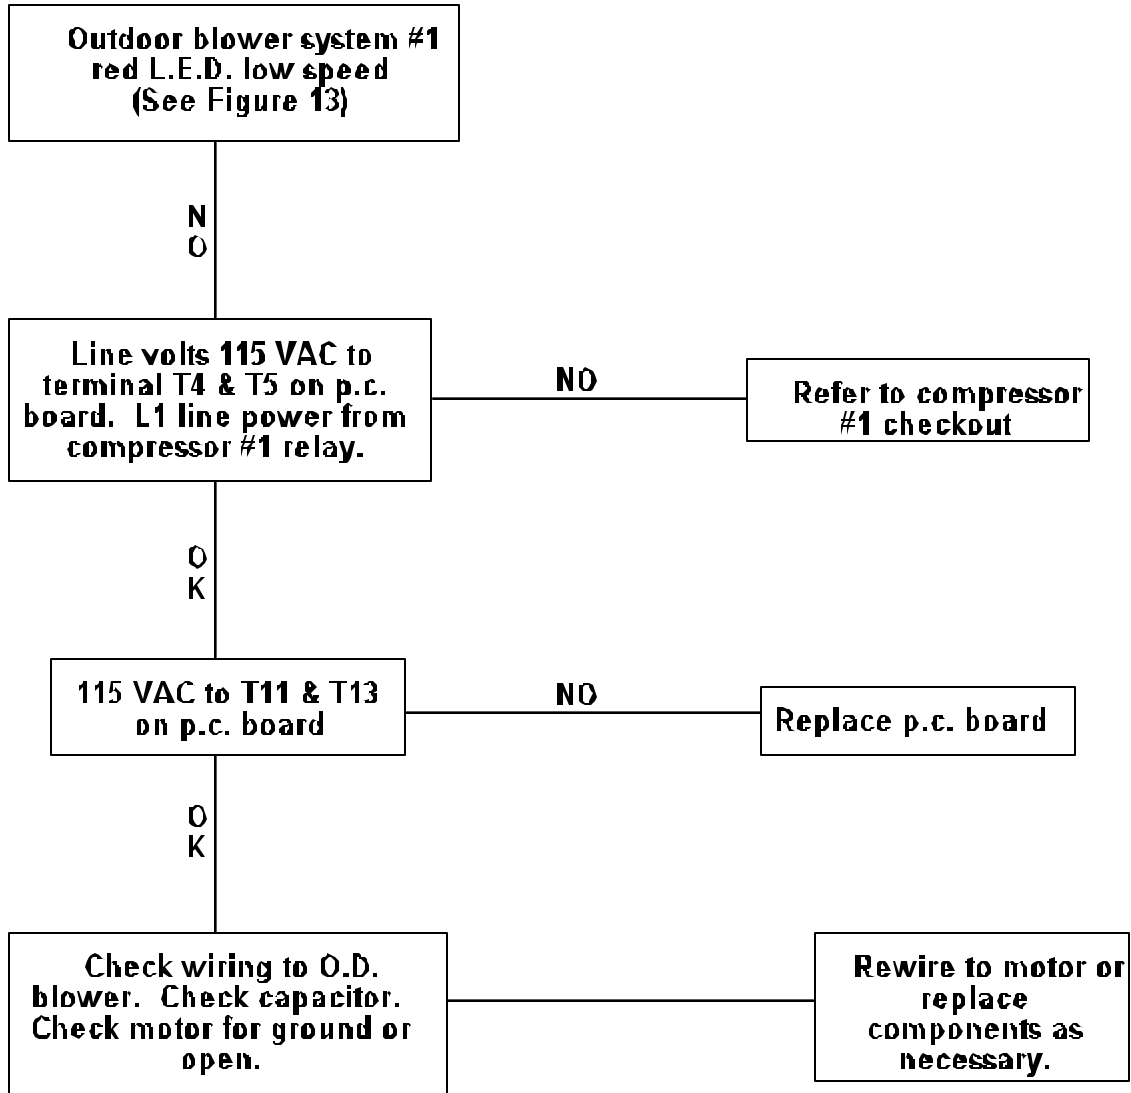 Outdoor blower system #1
red L.E.D. low speed
(See Figure 13)
N
O
Line volts 115 VAC to
terminal T4 & T5 on p.c.
board.  L1 line power from
compressor #1 relay.
NO
Refer to compressor
#1 checkout
O
K
115 VAC to T11 & T13
on p.c. board
NO
Replace p.c. board
O
K
Check wiring to O.D.
blower.  Check capacitor.
Check motor for ground or
open.
Rewire to motor or
replace
components as
necessary.